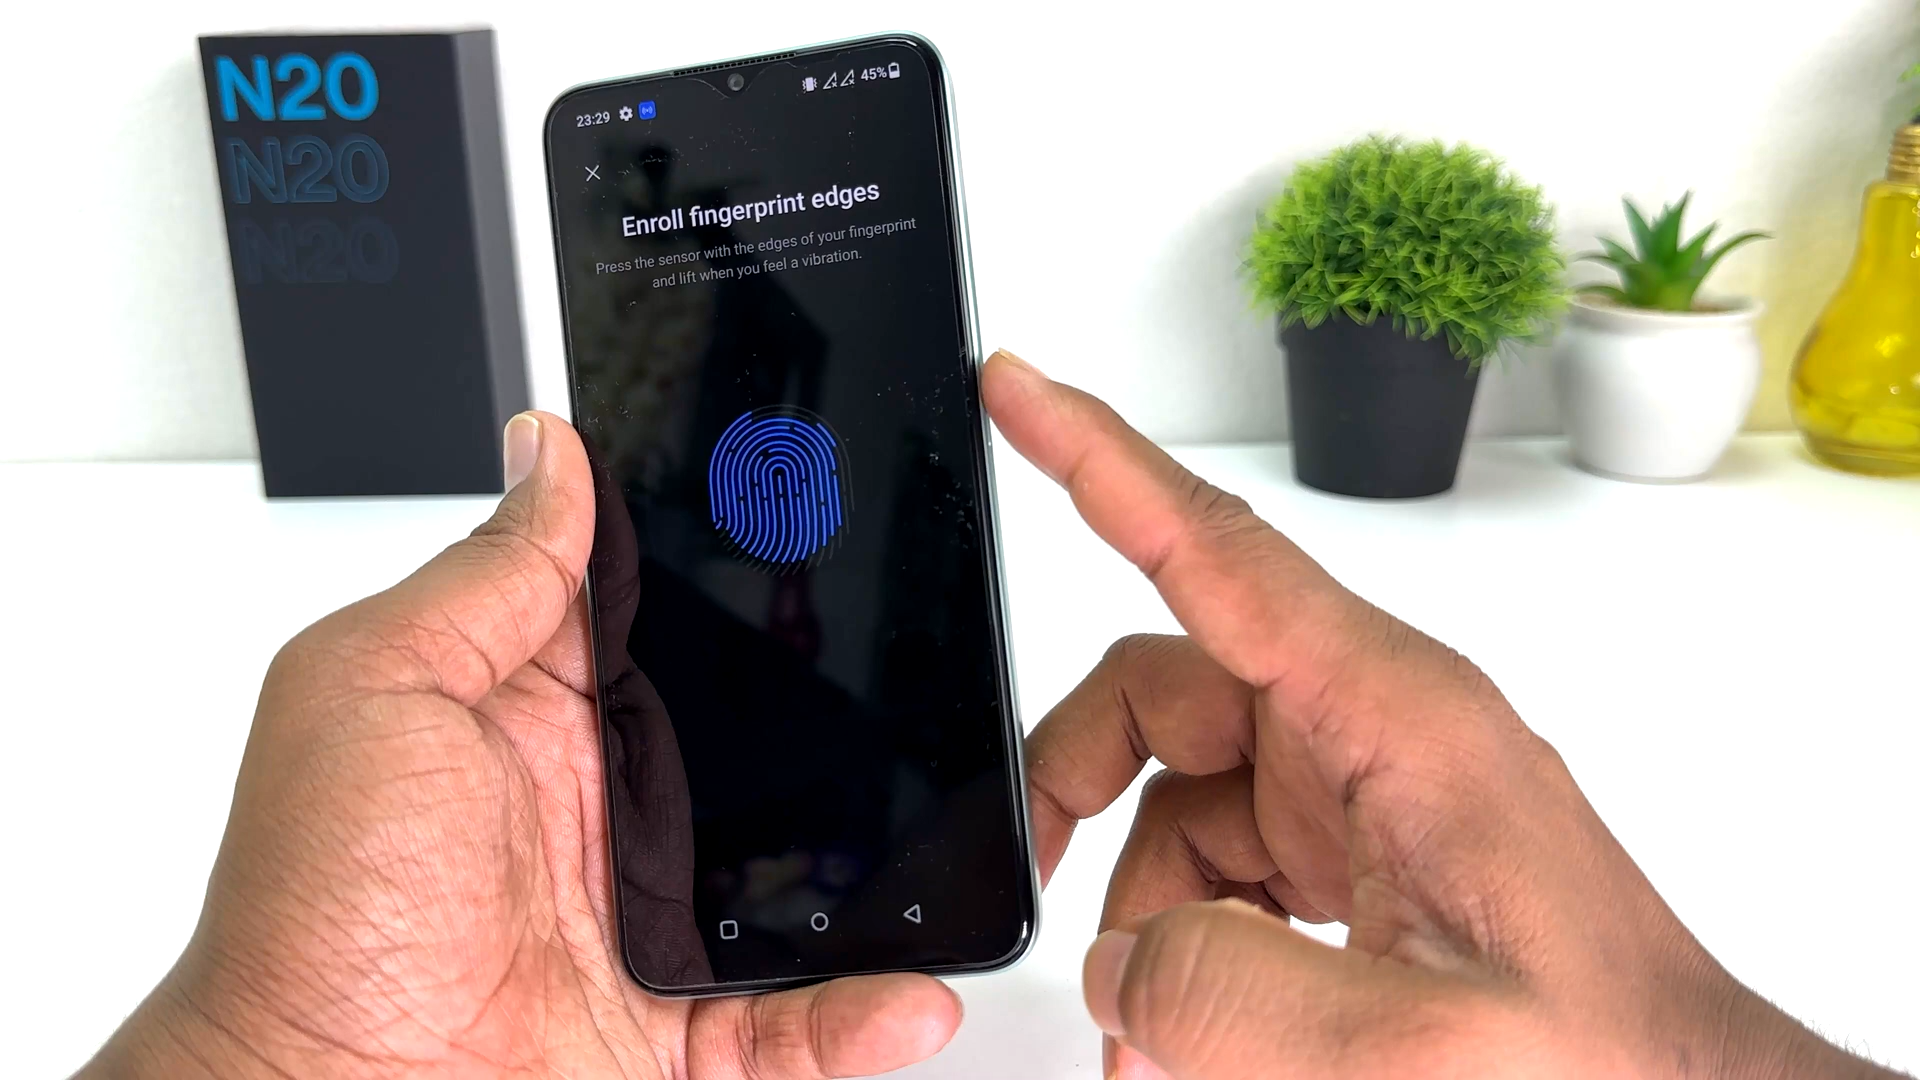 N20
N20
N20
23:29 45%
Enroll fingerprint edges
Press the sensor with the edges of your fingerprint
and lift when you feel a vibration.